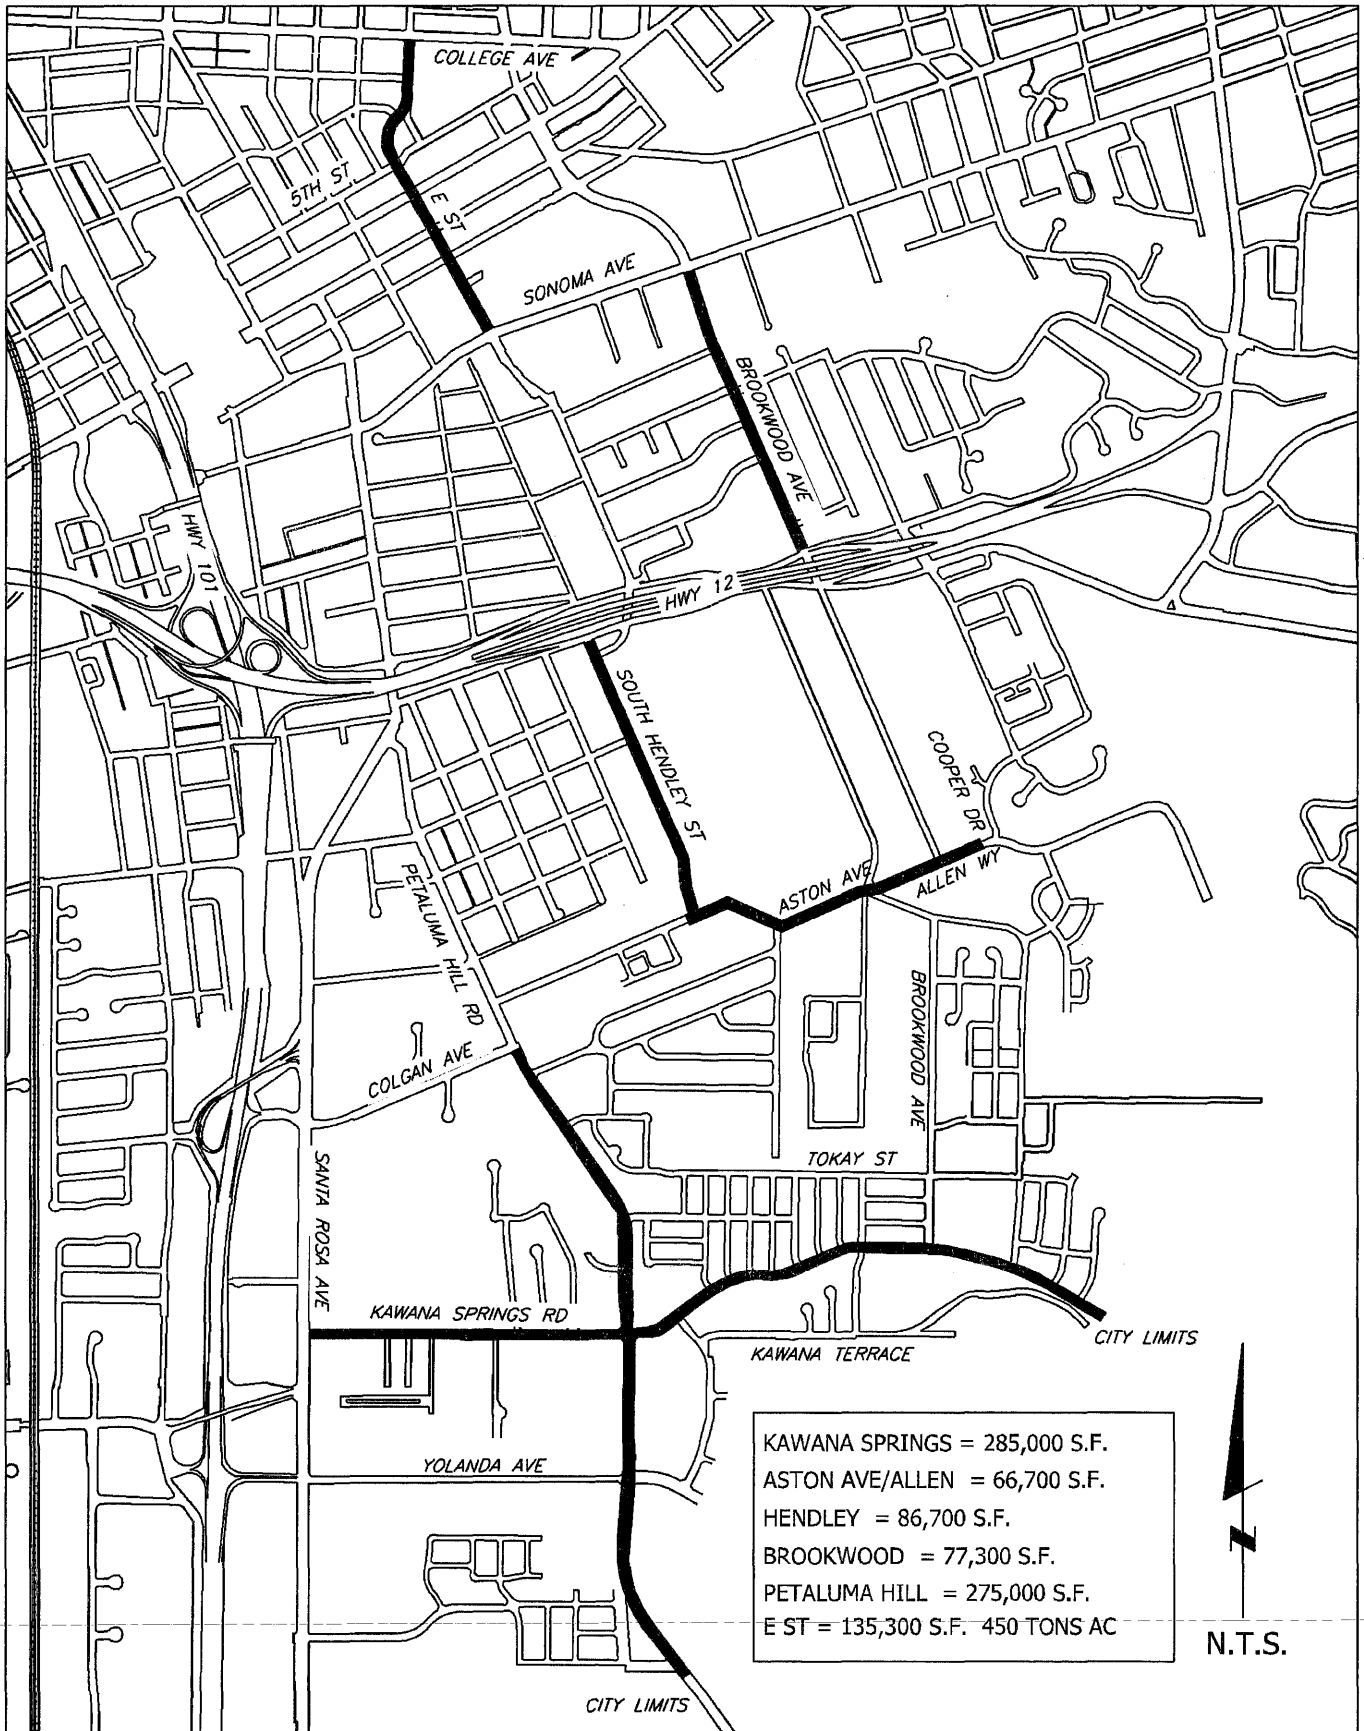 COLLEGE AVE
5TH ST
E ST
SONOMA AVE
BROOKWOOD AVE
HWY 101
HWY 12
SOUTH HENDLEY ST
COOPER DR
ASTON AVE
ALLEN WY
PETALUMA HILL RD
BROOKWOOD AVE
COLGAN AVE
TOKAY ST
SANTA ROSA AVE
KAWANA SPRINGS RD
CITY LIMITS
KAWANA TERRACE
YOLANDA AVE
KAWANA SPRINGS = 285,000 S.F.
ASTON AVE/ALLEN = 66,700 S.F.
HENDLEY = 86,700 S.F.
BROOKWOOD = 77,300 S.F.
PETALUMA HILL = 275,000 S.F.
E ST = 135,300 S.F. 450 TONS AC
N
N.T.S.
CITY LIMITS